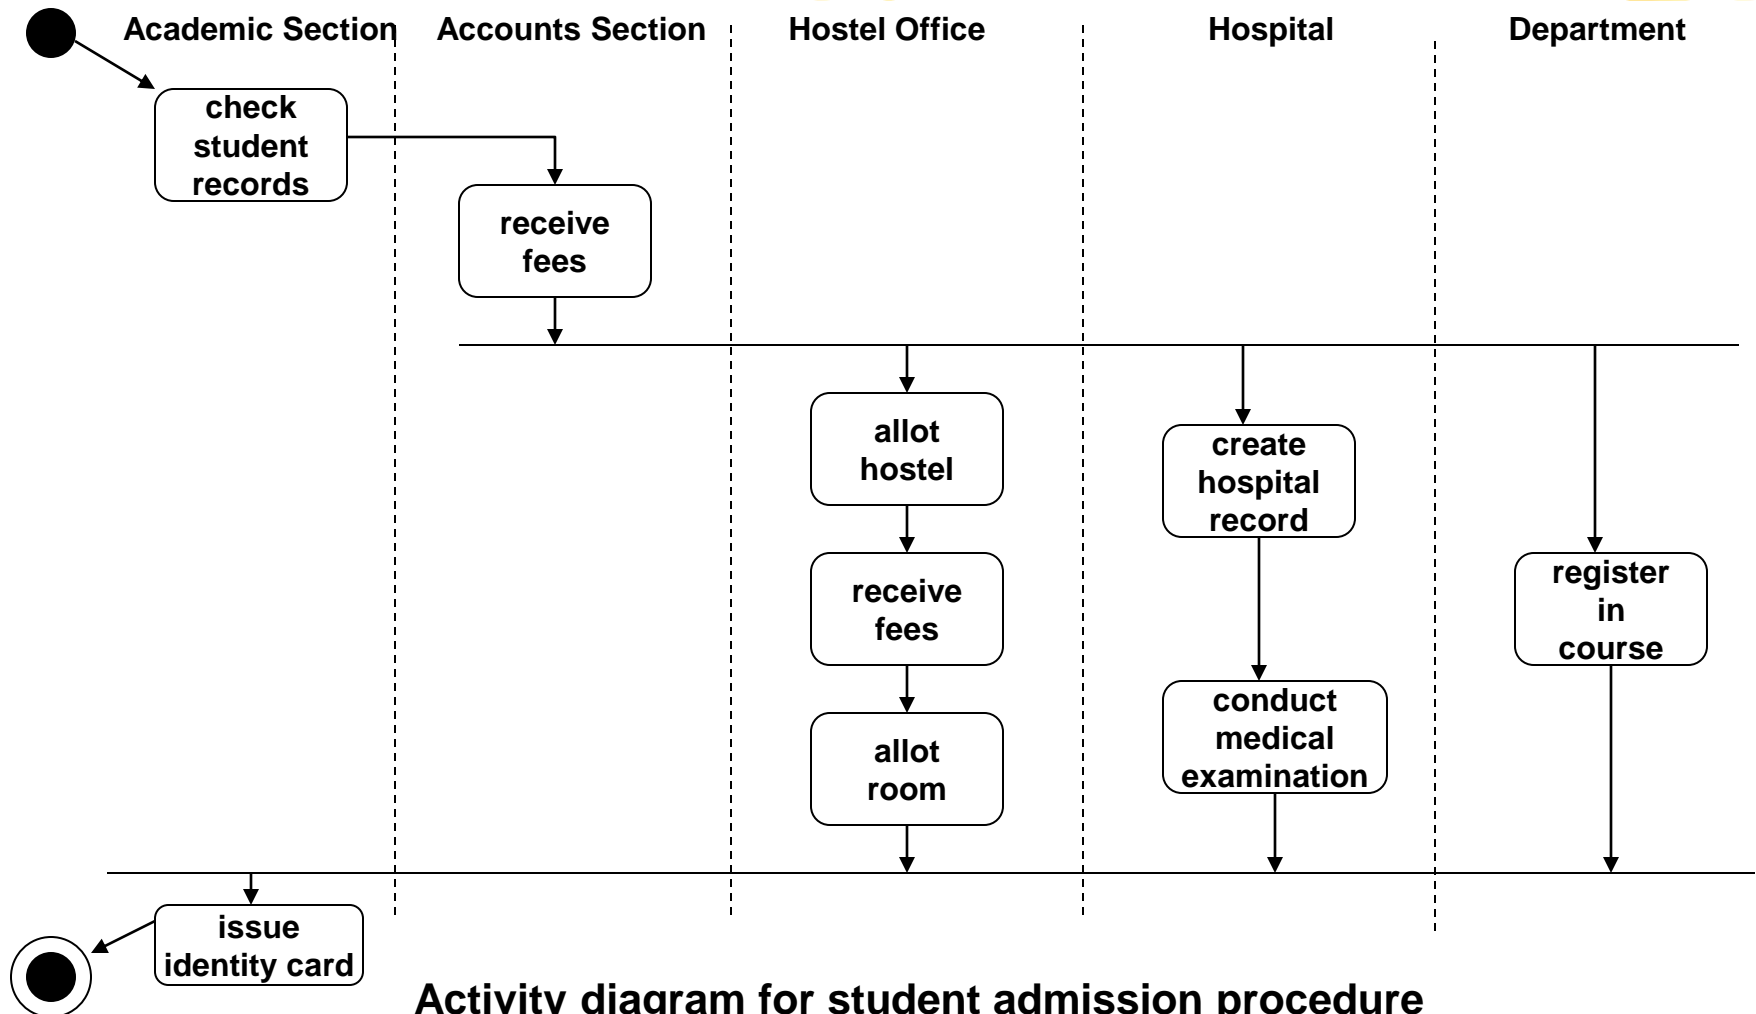 Academic Section
Accounts Section
Hostel Office
Hospital
Department
check
student
records
receive
fees
allot
hostel
receive
fees
allot
room
create
hospital
record
conduct
medical
examination
register
in
course
issue
identity card
Activity diagram for student admission procedure